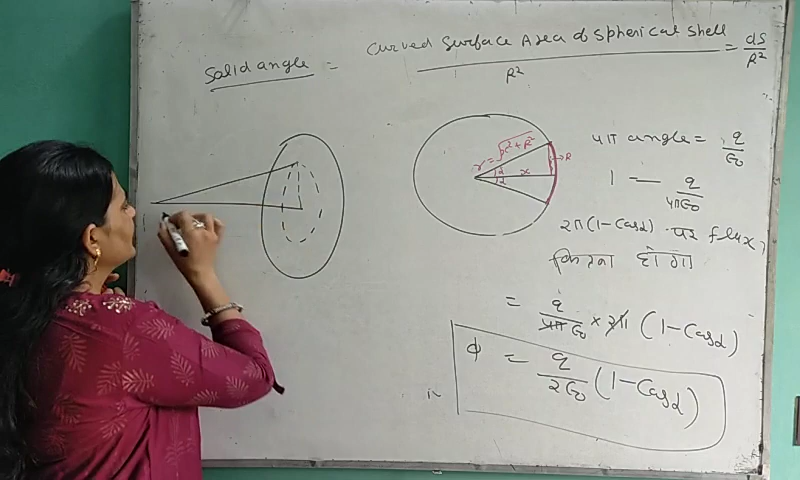 Solid angle = Curved Surface Area of Spherical Shell / R² = ds / R²
r = √x² + R²
α
α
x
R
4π angle = q / ε₀
1 — q / 4πε₀
2π(1 - Cosα) पर flux,
कितना होगा
= q / 4πε₀ × 2π (1 - Cosα)
ϕ = q / 2ε₀ (1 - Cosα)